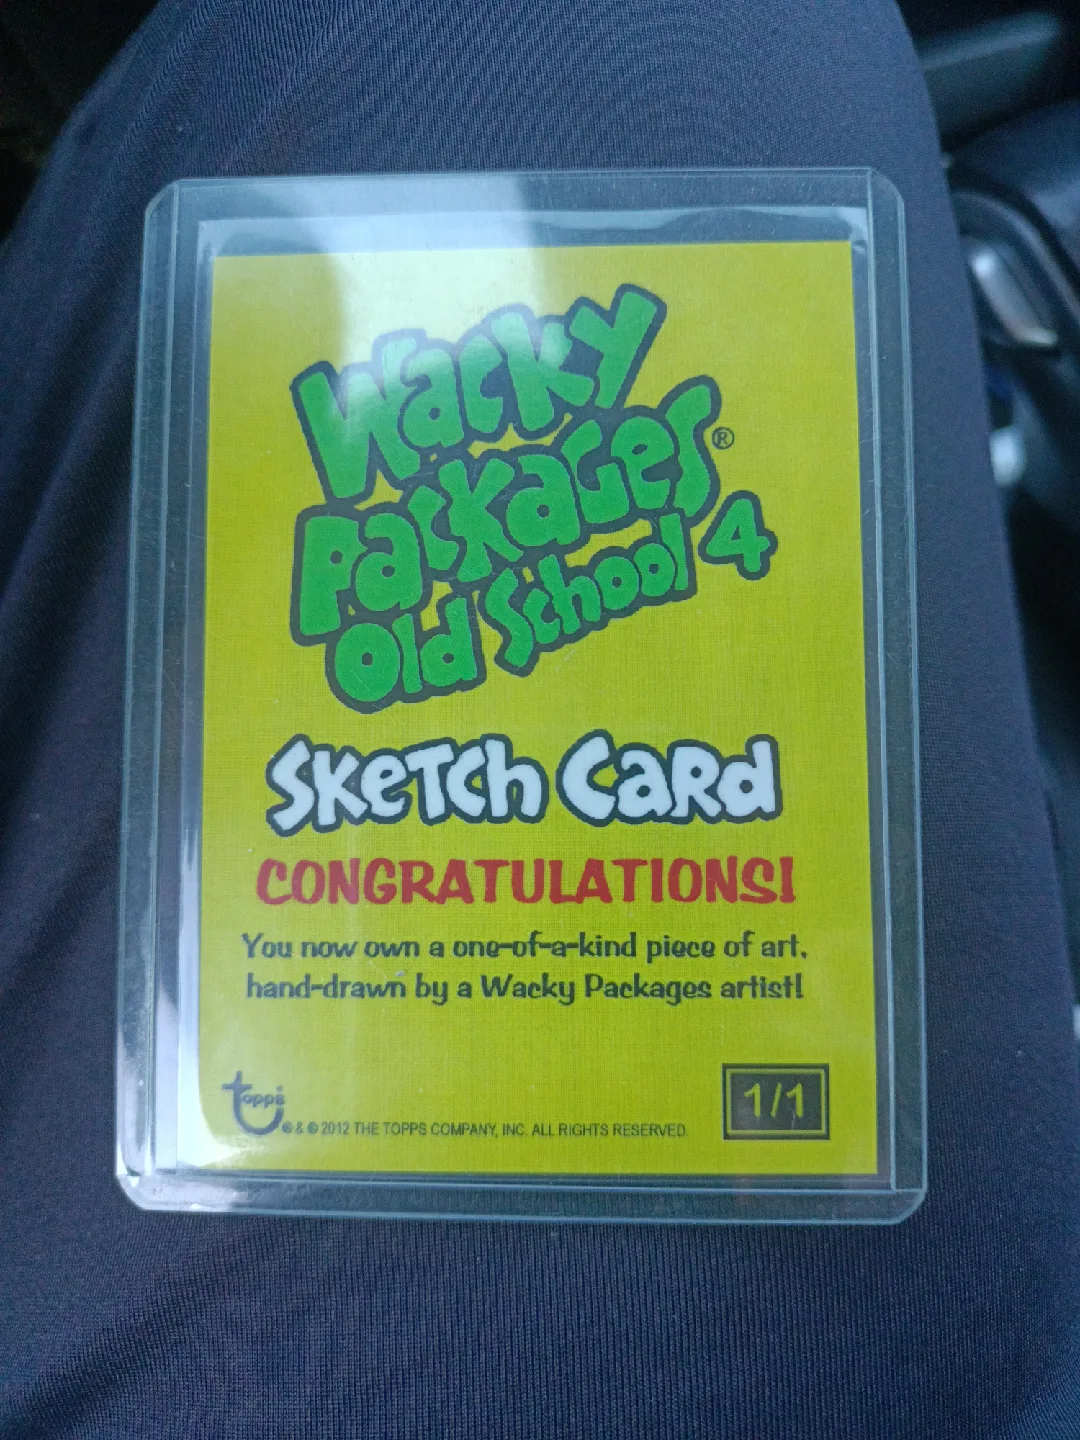 Wacky
Packages®
Old School 4
Sketch Card
CONGRATULATIONS!
You now own a one-of-a-kind piece of art,
hand-drawn by a Wacky Packages artist!
topps
® & © 2012 THE TOPPS COMPANY, INC. ALL RIGHTS RESERVED.
1/1